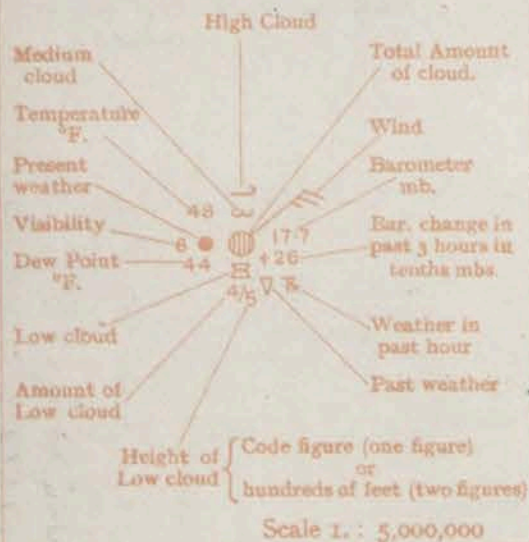 High Cloud
Medium cloud
Total Amount of cloud.
Temperature °F.
Wind
Present weather
Barometer mb.
48
Visibility
6
17·7
Bar. change in past 3 hours in tenths mbs.
+26
Dew Point °F.
44
4/5
Low cloud
Weather in past hour
Amount of Low cloud
Past weather
Height of Low cloud
Code figure (one figure)
or
hundreds of feet (two figures)
Scale 1. : 5,000,000